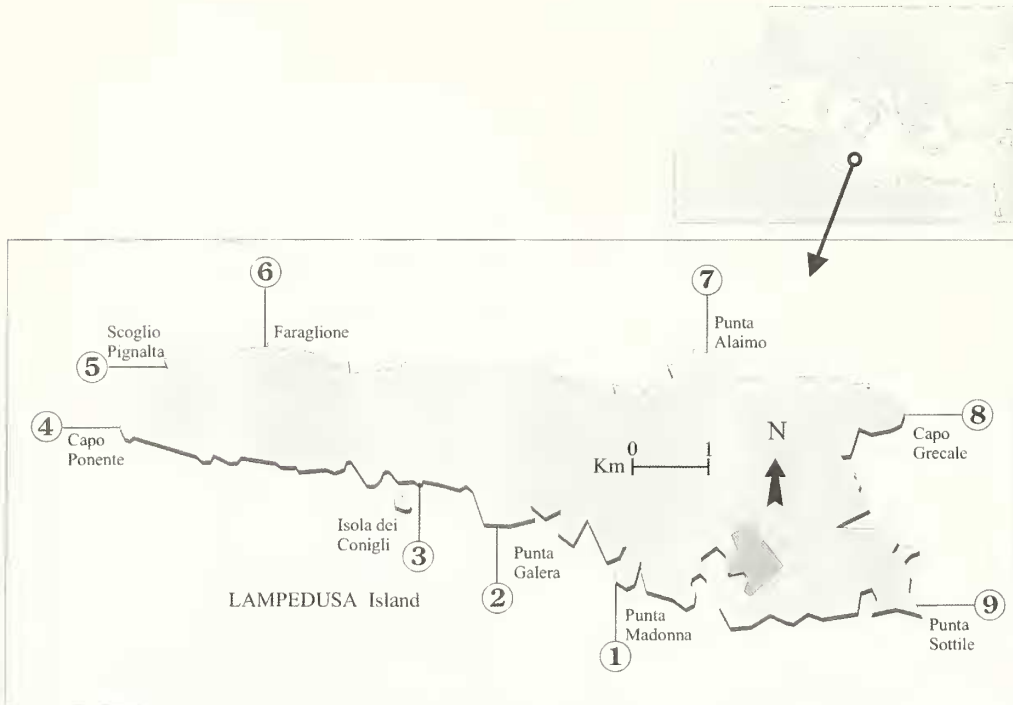 6
7
Scoglio
Pignalta
Faraglione
Punta
Alaimo
5
4
Capo
Ponente
8
Capo
Grecale
N
0 1
Km
Isola dei
Conigli
3
Punta
Galera
2
LAMPEDUSA Island
Punta
Madonna
1
9
Punta
Sottile